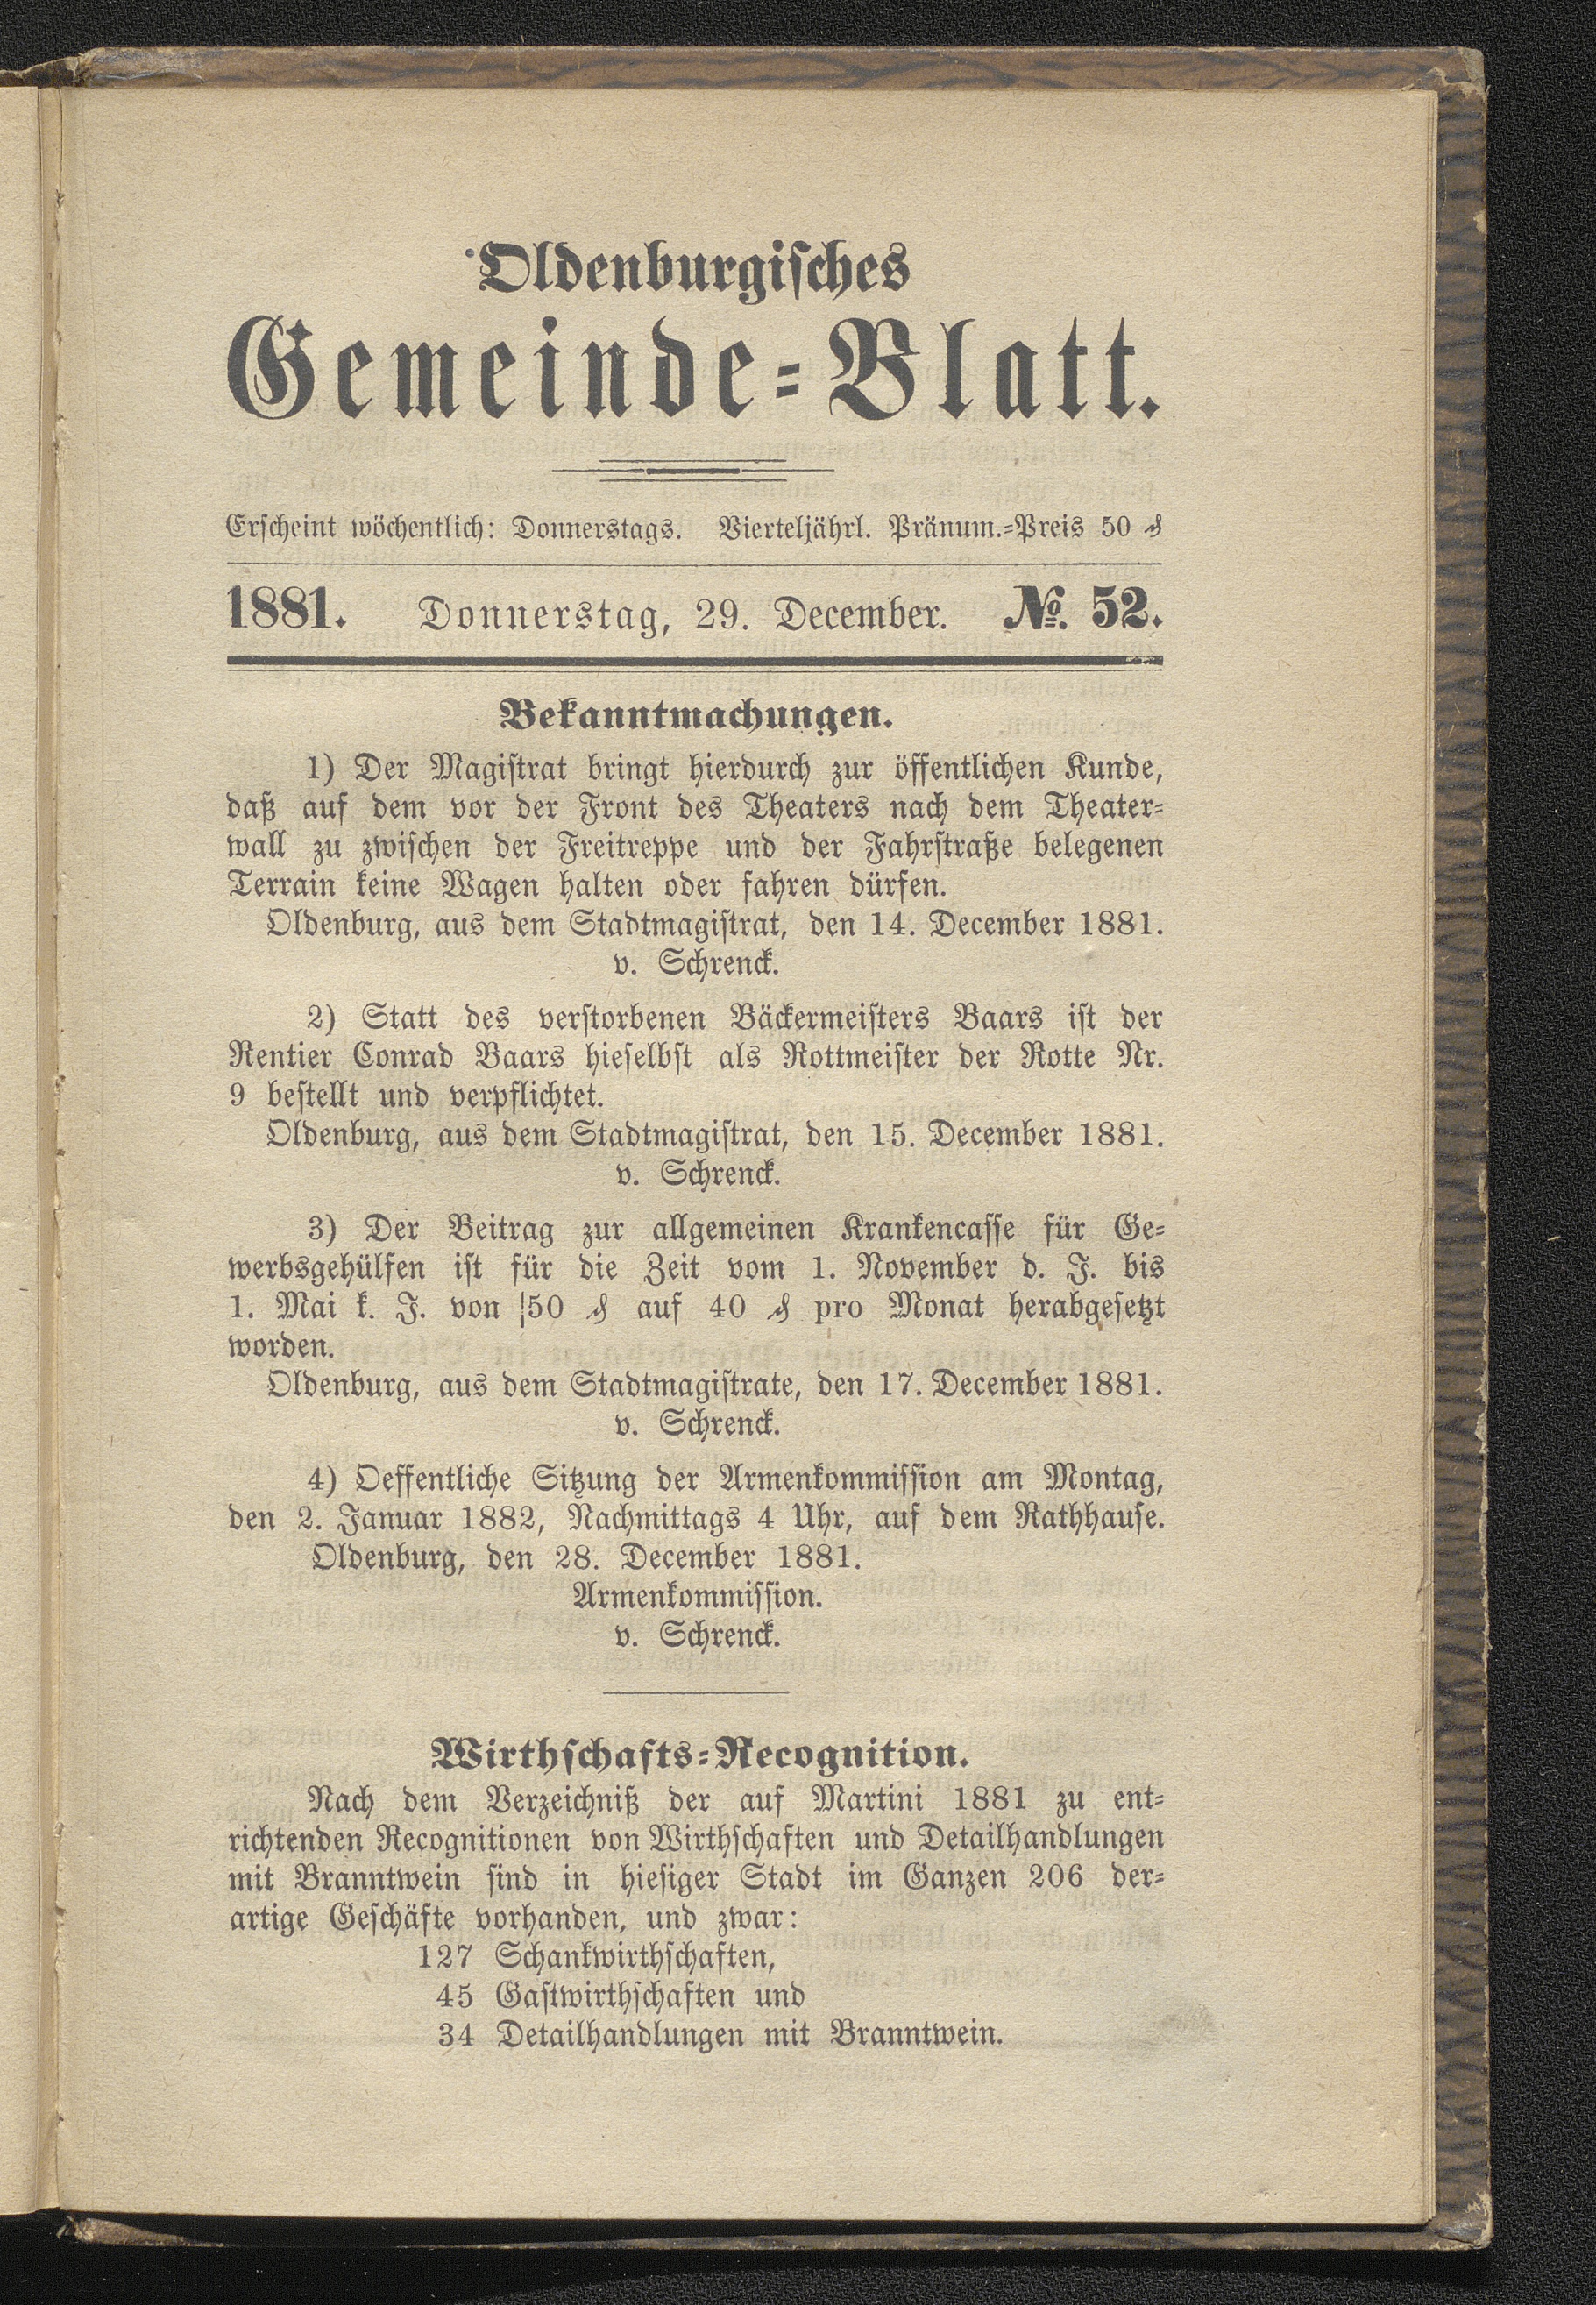 Oldenburgisches
Gemeinde-Blatt.
Erscheint wöchentlich: Donnerstags. Vierteljährl. Pränum.-Preis 50 ₰
1881. Donnerstag, 29. December. №. 52.
Bekanntmachungen.
1) Der Magistrat bringt hierdurch zur öffentlichen Kunde,
daß auf dem vor der Front des Theaters nach dem Theater-
wall zu zwischen der Freitreppe und der Fahrstraße belegenen
Terrain keine Wagen halten oder fahren dürfen.
Oldenburg, aus dem Stadtmagistrat, den 14. December 1881.
v. Schrenck.
2) Statt des verstorbenen Bäckermeisters Baars ist der
Rentier Conrad Baars hieselbst als Rottmeister der Rotte Nr.
9 bestellt und verpflichtet.
Oldenburg, aus dem Stadtmagistrat, den 15. December 1881.
v. Schrenck.
3) Der Beitrag zur allgemeinen Krankencasse für Ge-
werbsgehülfen ist für die Zeit vom 1. November d. J. bis
1. Mai k. J. von 50 ₰ auf 40 ₰ pro Monat herabgesetzt
worden.
Oldenburg, aus dem Stadtmagistrate, den 17. December 1881.
v. Schrenck.
4) Oeffentliche Sitzung der Armenkommission am Montag,
den 2. Januar 1882, Nachmittags 4 Uhr, auf dem Rathhause.
Oldenburg, den 28. December 1881.
Armenkommission.
v. Schrenck.
Wirthschafts-Recognition.
Nach dem Verzeichniß der auf Martini 1881 zu ent-
richtenden Recognitionen von Wirthschaften und Detailhandlungen
mit Branntwein sind in hiesiger Stadt im Ganzen 206 der-
artige Geschäfte vorhanden, und zwar:
127 Schankwirthschaften,
45 Gastwirthschaften und
34 Detailhandlungen mit Branntwein.